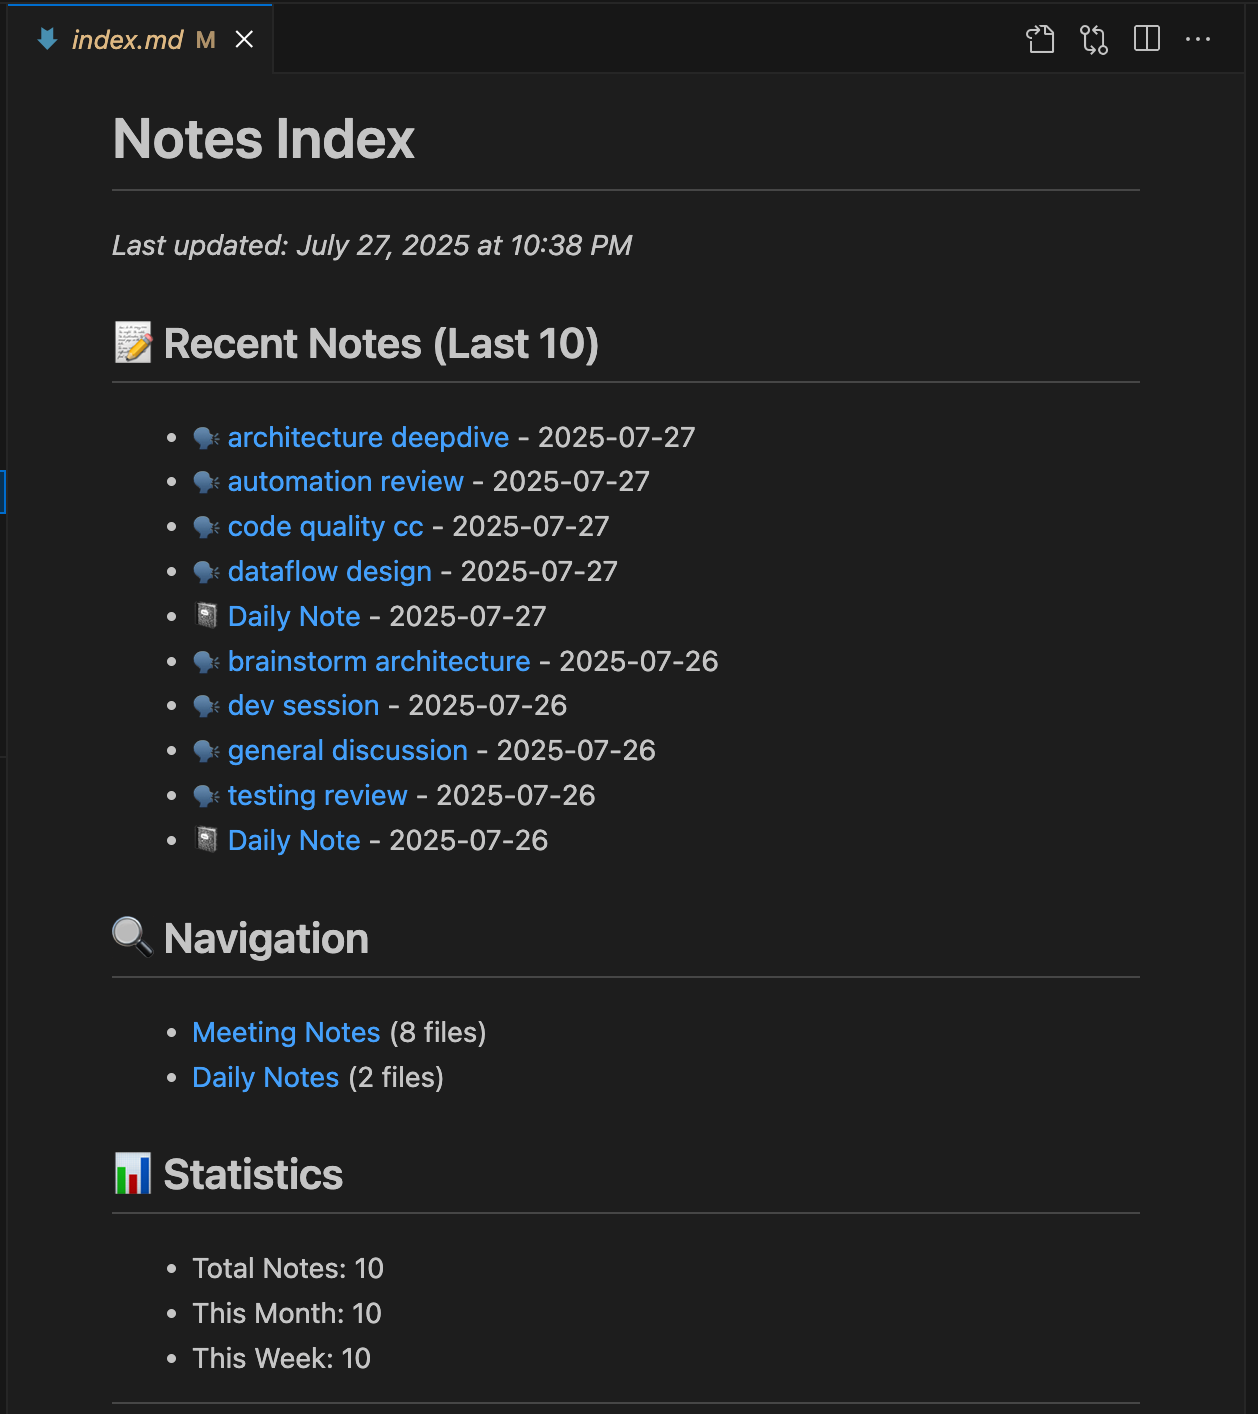 index.md M
Notes Index
Last updated: July 27, 2025 at 10:38 PM
📝 Recent Notes (Last 10)
• 🗣️ architecture deepdive - 2025-07-27
• 🗣️ automation review - 2025-07-27
• 🗣️ code quality cc - 2025-07-27
• 🗣️ dataflow design - 2025-07-27
• 📓 Daily Note - 2025-07-27
• 🗣️ brainstorm architecture - 2025-07-26
• 🗣️ dev session - 2025-07-26
• 🗣️ general discussion - 2025-07-26
• 🗣️ testing review - 2025-07-26
• 📓 Daily Note - 2025-07-26
🔍 Navigation
• Meeting Notes (8 files)
• Daily Notes (2 files)
📊 Statistics
• Total Notes: 10
• This Month: 10
• This Week: 10